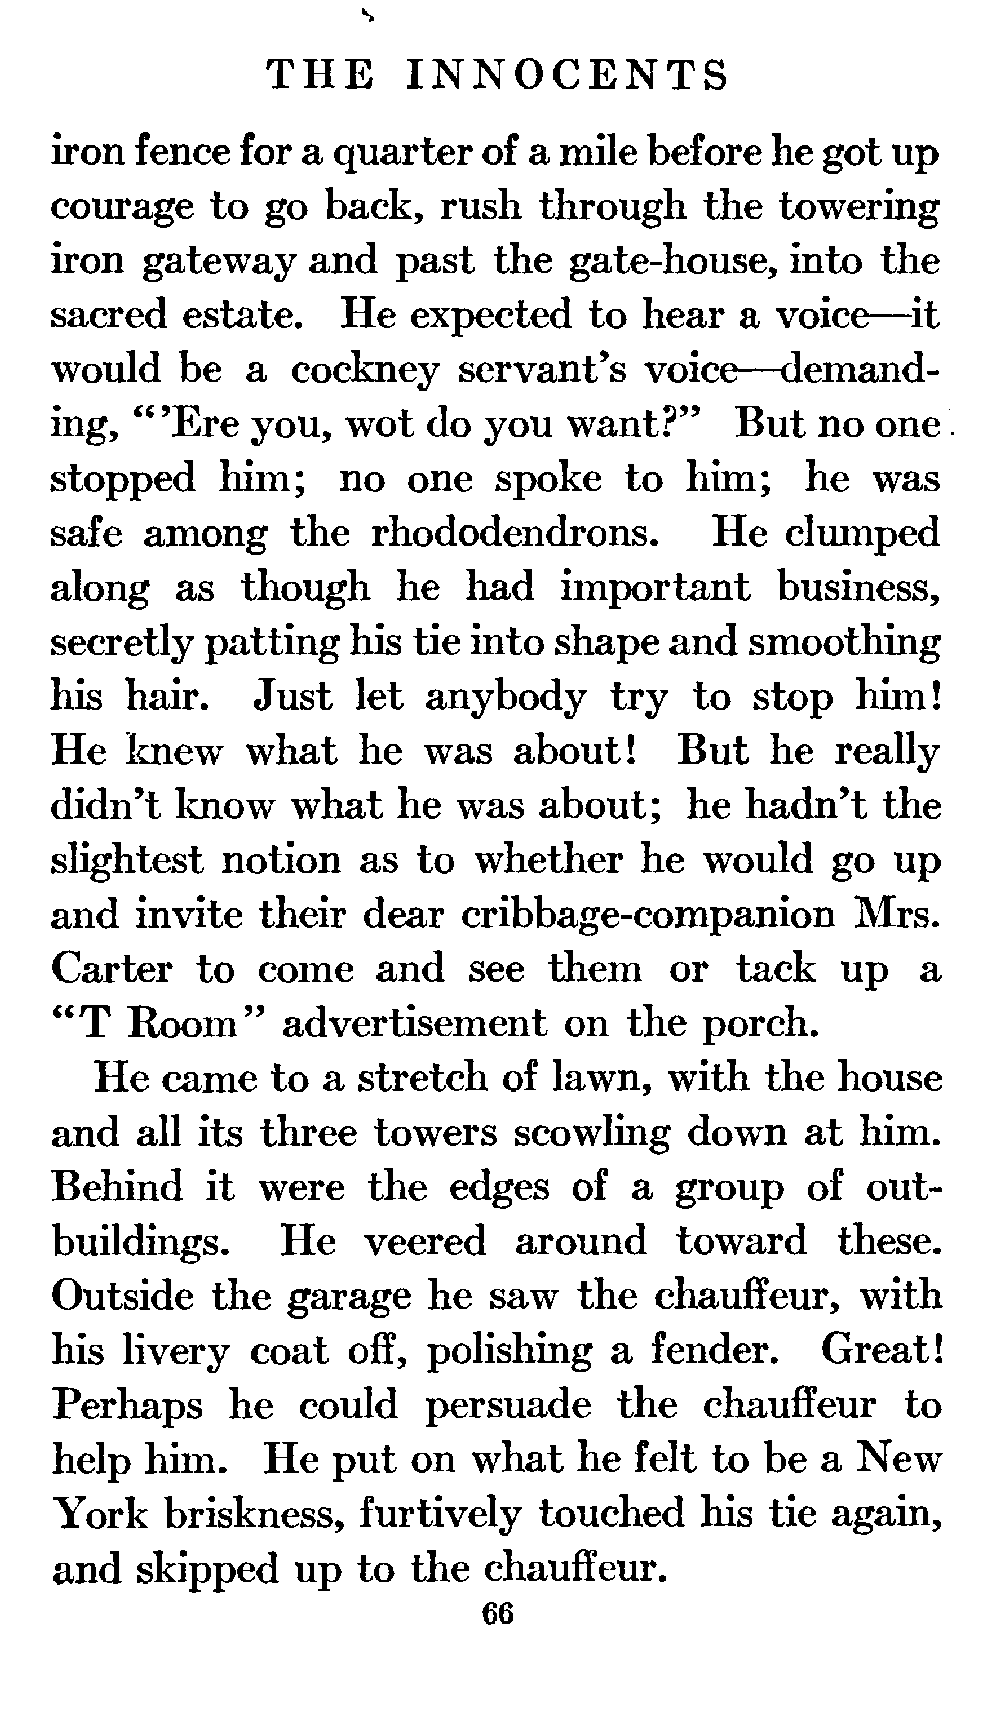 THE INNOCENTS
iron fence for a quarter of a mile before he got up
courage to go back, rush through the towering
iron gateway and past the gate-house, into the
sacred estate. He expected to hear a voice—it
would be a cockney servant's voice—demand-
ing, "'Ere you, wot do you want?" But no one
stopped him; no one spoke to him; he was
safe among the rhododendrons. He clumped
along as though he had important business,
secretly patting his tie into shape and smoothing
his hair. Just let anybody try to stop him!
He knew what he was about! But he really
didn't know what he was about; he hadn't the
slightest notion as to whether he would go up
and invite their dear cribbage-companion Mrs.
Carter to come and see them or tack up a
"T Room" advertisement on the porch.
He came to a stretch of lawn, with the house
and all its three towers scowling down at him.
Behind it were the edges of a group of out-
buildings. He veered around toward these.
Outside the garage he saw the chauffeur, with
his livery coat off, polishing a fender. Great!
Perhaps he could persuade the chauffeur to
help him. He put on what he felt to be a New
York briskness, furtively touched his tie again,
and skipped up to the chauffeur.
66